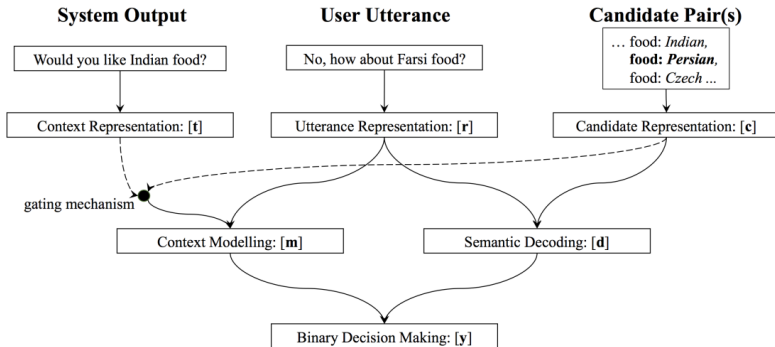 System Output
User Utterance
Candidate Pair(s)
Would you like Indian food?
No, how about Farsi food?
... food: Indian,
food: Persian,
food: Czech ...
Context Representation: [t]
Utterance Representation: [r]
Candidate Representation: [c]
gating mechanism
Context Modelling: [m]
Semantic Decoding: [d]
Binary Decision Making: [y]